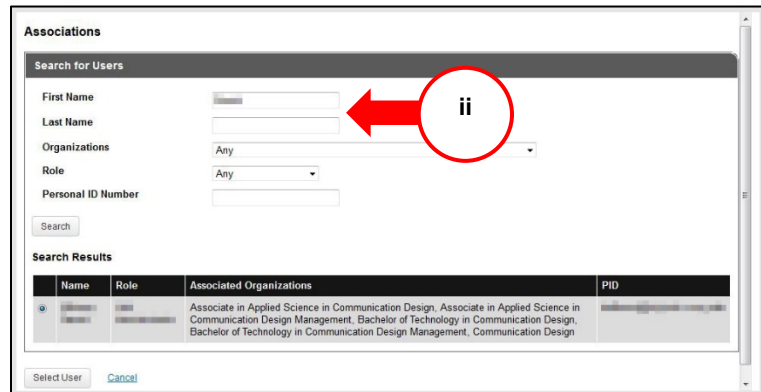 Associations
Search for Users
First Name
ii
Last Name
Organizations
Any
Role
Any
Personal ID Number
Search
Search Results
Name Role Associated Organizations PID
Associate in Applied Science in Communication Design, Associate in Applied Science in
Communication Design Management, Bachelor of Technology in Communication Design,
Bachelor of Technology in Communication Design Management, Communication Design
Select User Cancel